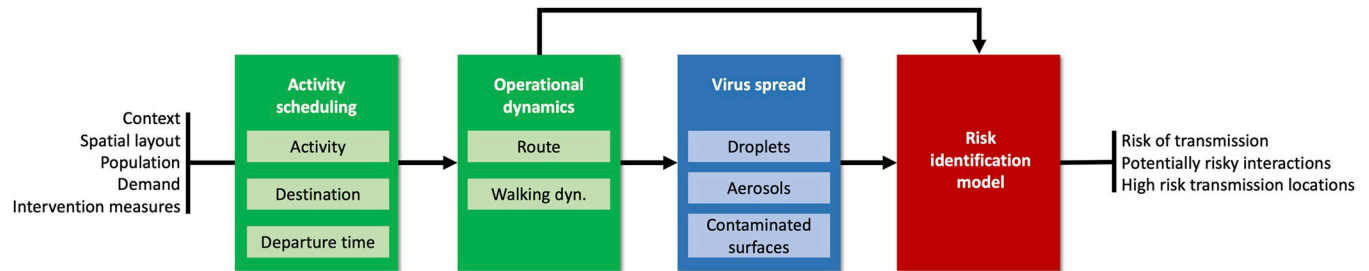 Context
Spatial layout
Population
Demand
Intervention measures
Activity
scheduling
Activity
Destination
Departure time
Operational
dynamics
Route
Walking dyn.
Virus spread
Droplets
Aerosols
Contaminated
surfaces
Risk
identification
model
Risk of transmission
Potentially risky interactions
High risk transmission locations